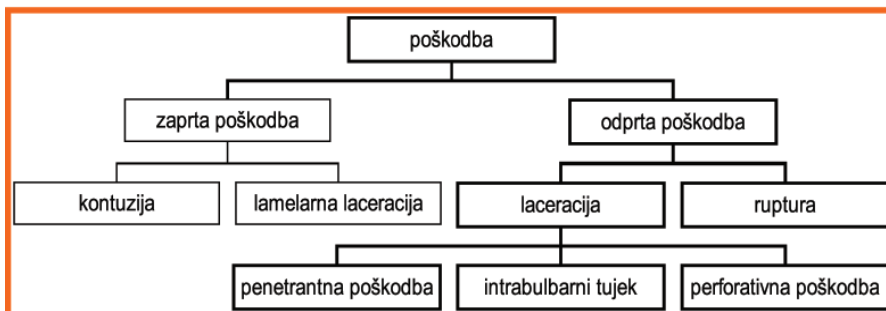 poškodba
zaprta poškodba
odprta poškodba
kontuzija
lamelarna laceracija
laceracija
ruptura
penetrantna poškodba
intrabulbarni tujek
perforativna poškodba